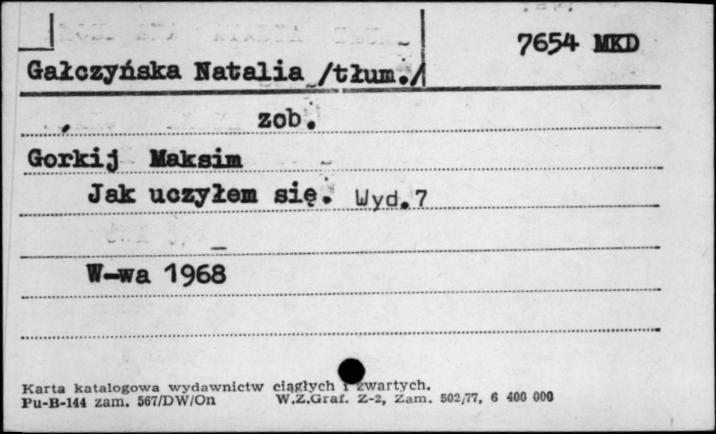 7654 MKD
Gałczyńska Natalia /tłum./
zob.
Gorkij Maksim
Jak uczyłem się. Wyd.7
W-wa 1968
Karta katalogowa wydawnictw ciągłych i zwartych.
Pu-B-144 zam. 567/DW/On W.Z.Graf. Z-2, Zam. 502/77, 6 400 000